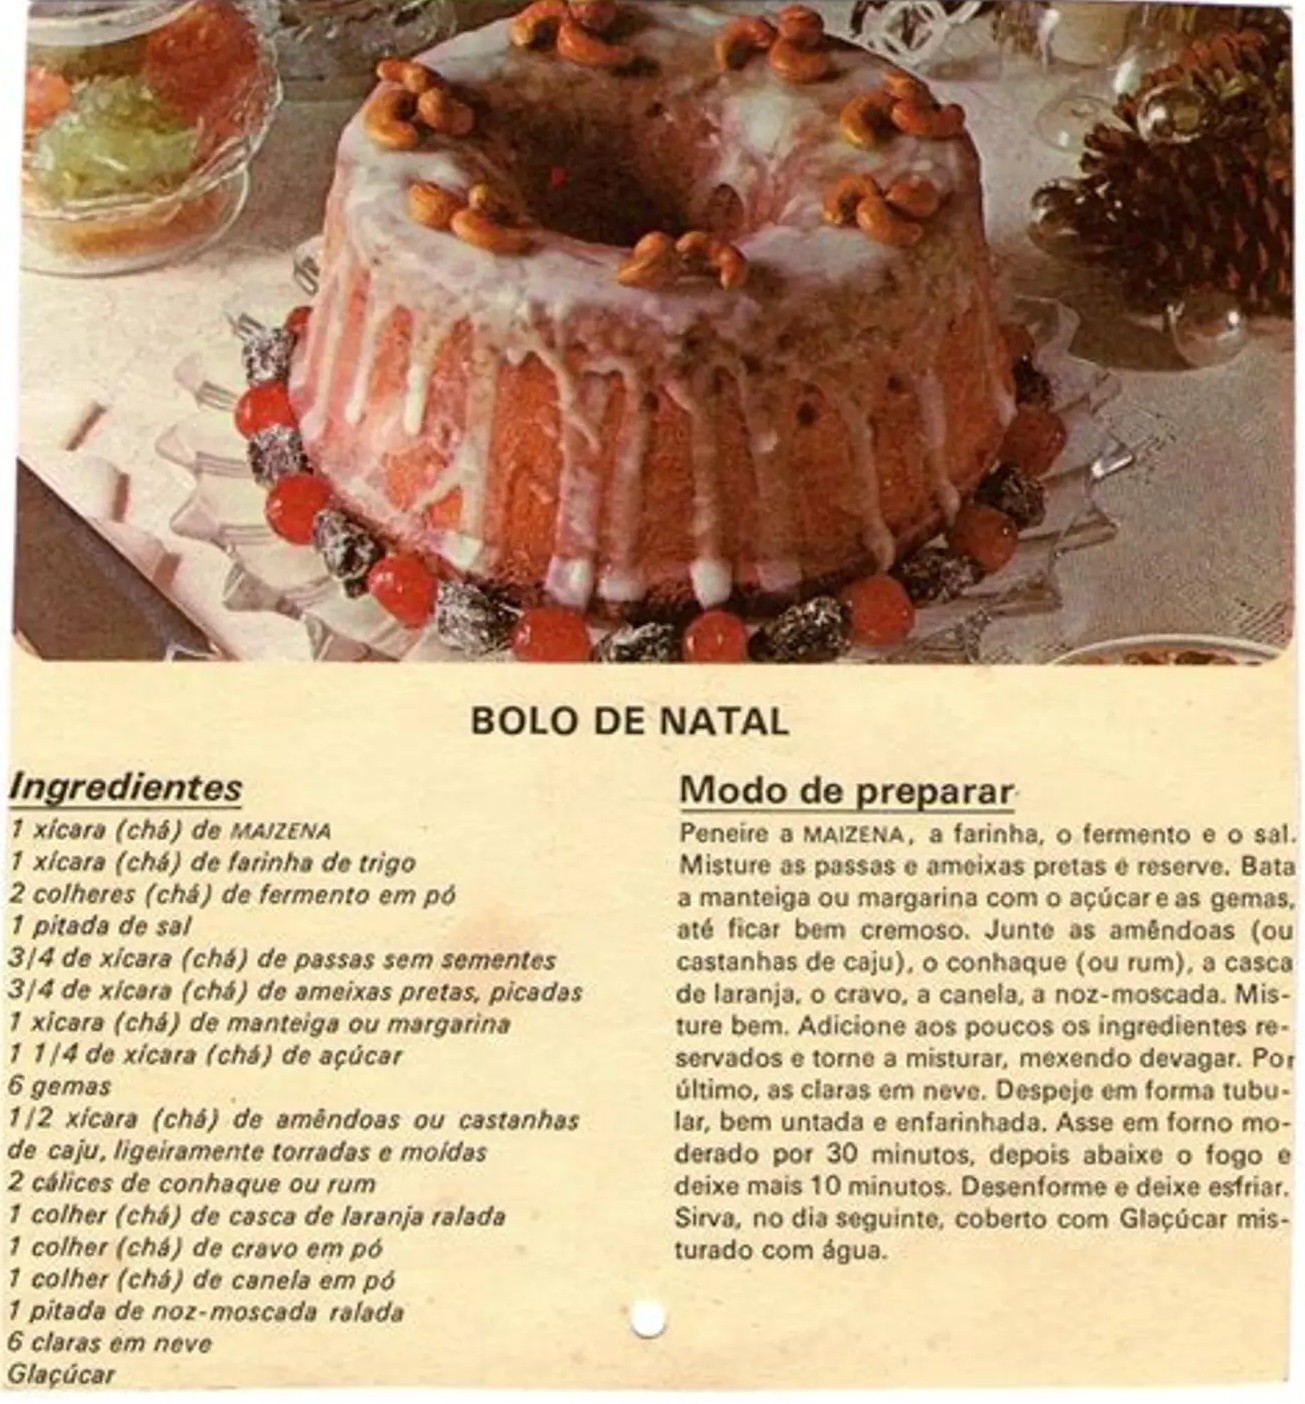 BOLO DE NATAL
Ingredientes
1 xícara (chá) de MAIZENA
1 xícara (chá) de farinha de trigo
2 colheres (chá) de fermento em pó
1 pitada de sal
3/4 de xícara (chá) de passas sem sementes
3/4 de xícara (chá) de ameixas pretas, picadas
1 xícara (chá) de manteiga ou margarina
1 1/4 de xícara (chá) de açúcar
6 gemas
1/2 xícara (chá) de amêndoas ou castanhas
de caju, ligeiramente torradas e moídas
2 cálices de conhaque ou rum
1 colher (chá) de casca de laranja ralada
1 colher (chá) de cravo em pó
1 colher (chá) de canela em pó
1 pitada de noz-moscada ralada
6 claras em neve
Glaçúcar
Modo de preparar
Peneire a MAIZENA, a farinha, o fermento e o sal.
Misture as passas e ameixas pretas e reserve. Bata
a manteiga ou margarina com o açúcar e as gemas,
até ficar bem cremoso. Junte as amêndoas (ou
castanhas de caju), o conhaque (ou rum), a casca
de laranja, o cravo, a canela, a noz-moscada. Mis-
ture bem. Adicione aos poucos os ingredientes re-
servados e torne a misturar, mexendo devagar. Por
último, as claras em neve. Despeje em forma tubu-
lar, bem untada e enfarinhada. Asse em forno mo-
derado por 30 minutos, depois abaixe o fogo e
deixe mais 10 minutos. Desenforme e deixe esfriar.
Sirva, no dia seguinte, coberto com Glaçúcar mis-
turado com água.